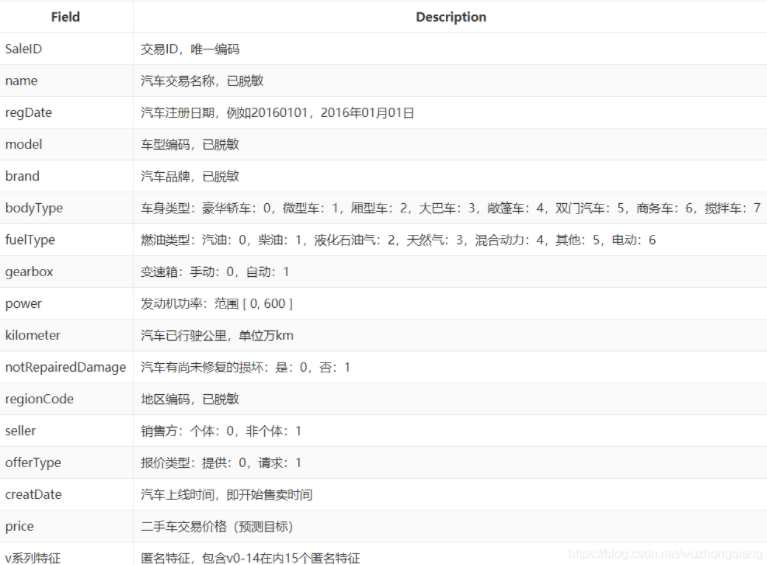 Field Description
SaleID 交易ID，唯一编码
name 汽车交易名称，已脱敏
regDate 汽车注册日期，例如20160101，2016年01月01日
model 车型编码，已脱敏
brand 汽车品牌，已脱敏
bodyType 车身类型：豪华轿车：0，微型车：1，厢型车：2，大巴车：3，敞篷车：4，双门汽车：5，商务车：6，搅拌车：7
fuelType 燃油类型：汽油：0，柴油：1，液化石油气：2，天然气：3，混合动力：4，其他：5，电动：6
gearbox 变速箱：手动：0，自动：1
power 发动机功率：范围 [ 0, 600 ]
kilometer 汽车已行驶公里，单位万km
notRepairedDamage 汽车有尚未修复的损坏：是：0，否：1
regionCode 地区编码，已脱敏
seller 销售方：个体：0，非个体：1
offerType 报价类型：提供：0，请求：1
creatDate 汽车上线时间，即开始售卖时间
price 二手车交易价格（预测目标）
v系列特征 匿名特征，包含v0-14在内15个匿名特征
https://blog.csdn.net/wuzhongqiang